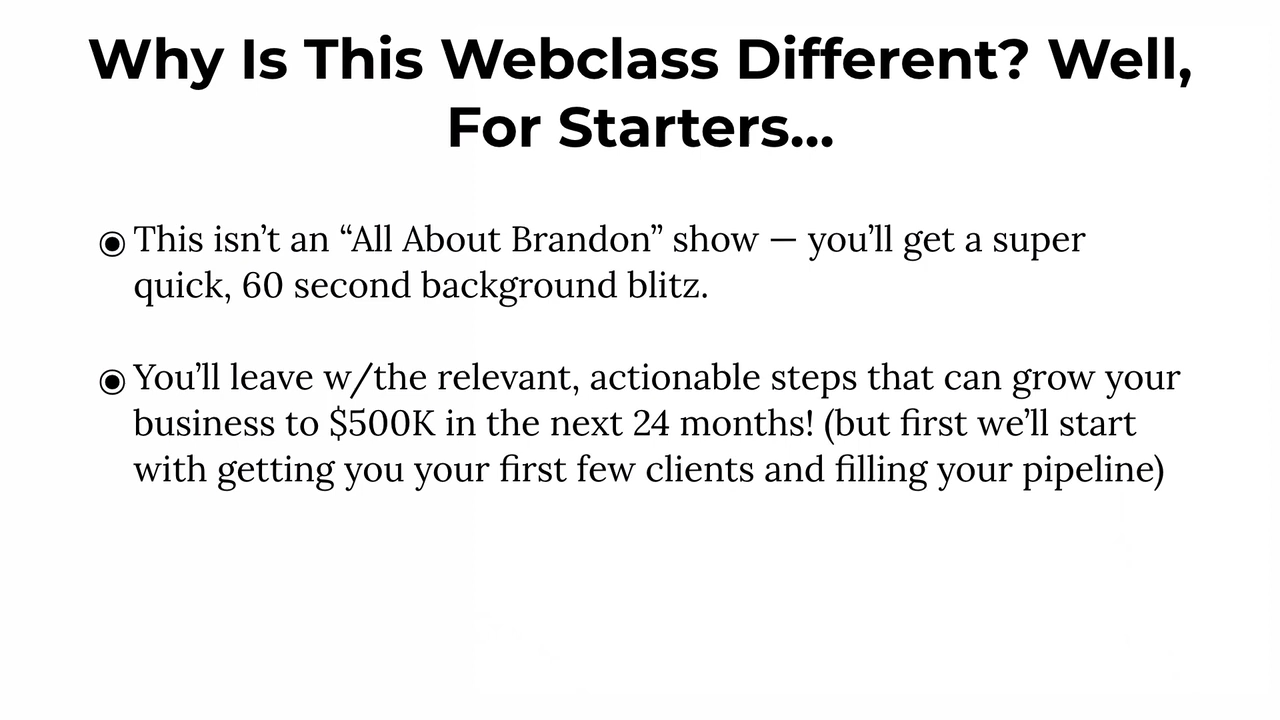 Why Is This Webclass Different? Well,
For Starters...
◉ This isn’t an “All About Brandon” show — you’ll get a super
quick, 60 second background blitz.
◉ You’ll leave w/the relevant, actionable steps that can grow your
business to $500K in the next 24 months! (but first we’ll start
with getting you your first few clients and filling your pipeline)